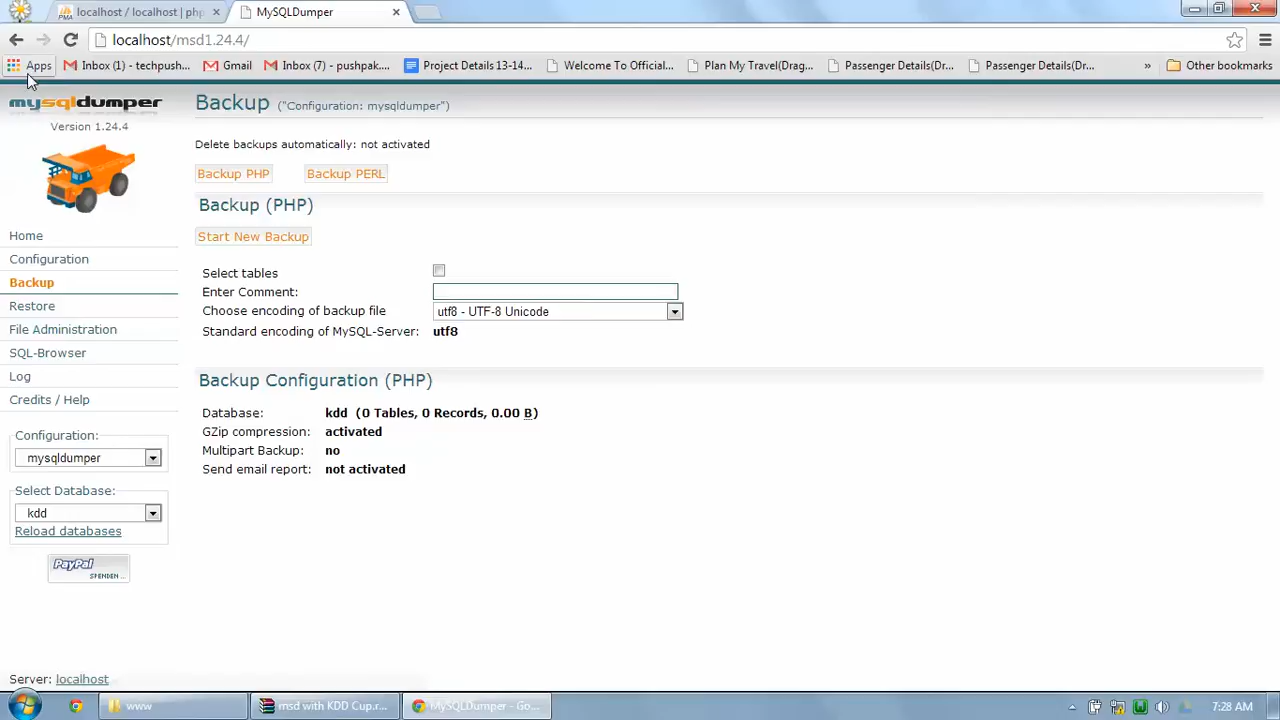 localhost / localhost | php
MySQLDumper
localhost/msd1.24.4/
Apps
Inbox (1) - techpush...
Gmail
Inbox (7) - pushpak....
Project Details 13-14...
Welcome To Official...
Plan My Travel(Drag...
Passenger Details(Dr...
Passenger Details(Dr...
»
Other bookmarks
mysqldumper
Version 1.24.4
Home
Configuration
Backup
Restore
File Administration
SQL-Browser
Log
Credits / Help
Configuration:
mysqldumper
Select Database:
kdd
Reload databases
PayPal
SPENDEN ...
Server: localhost
Backup ("Configuration: mysqldumper")
Delete backups automatically: not activated
Backup PHP Backup PERL
Backup (PHP)
Start New Backup
Select tables
Enter Comment:
Choose encoding of backup file utf8 - UTF-8 Unicode
Standard encoding of MySQL-Server: utf8
Backup Configuration (PHP)
Database: kdd (0 Tables, 0 Records, 0.00 B)
GZip compression: activated
Multipart Backup: no
Send email report: not activated
www
msd with KDD Cup.r...
MySQLDumper - Go...
7:28 AM